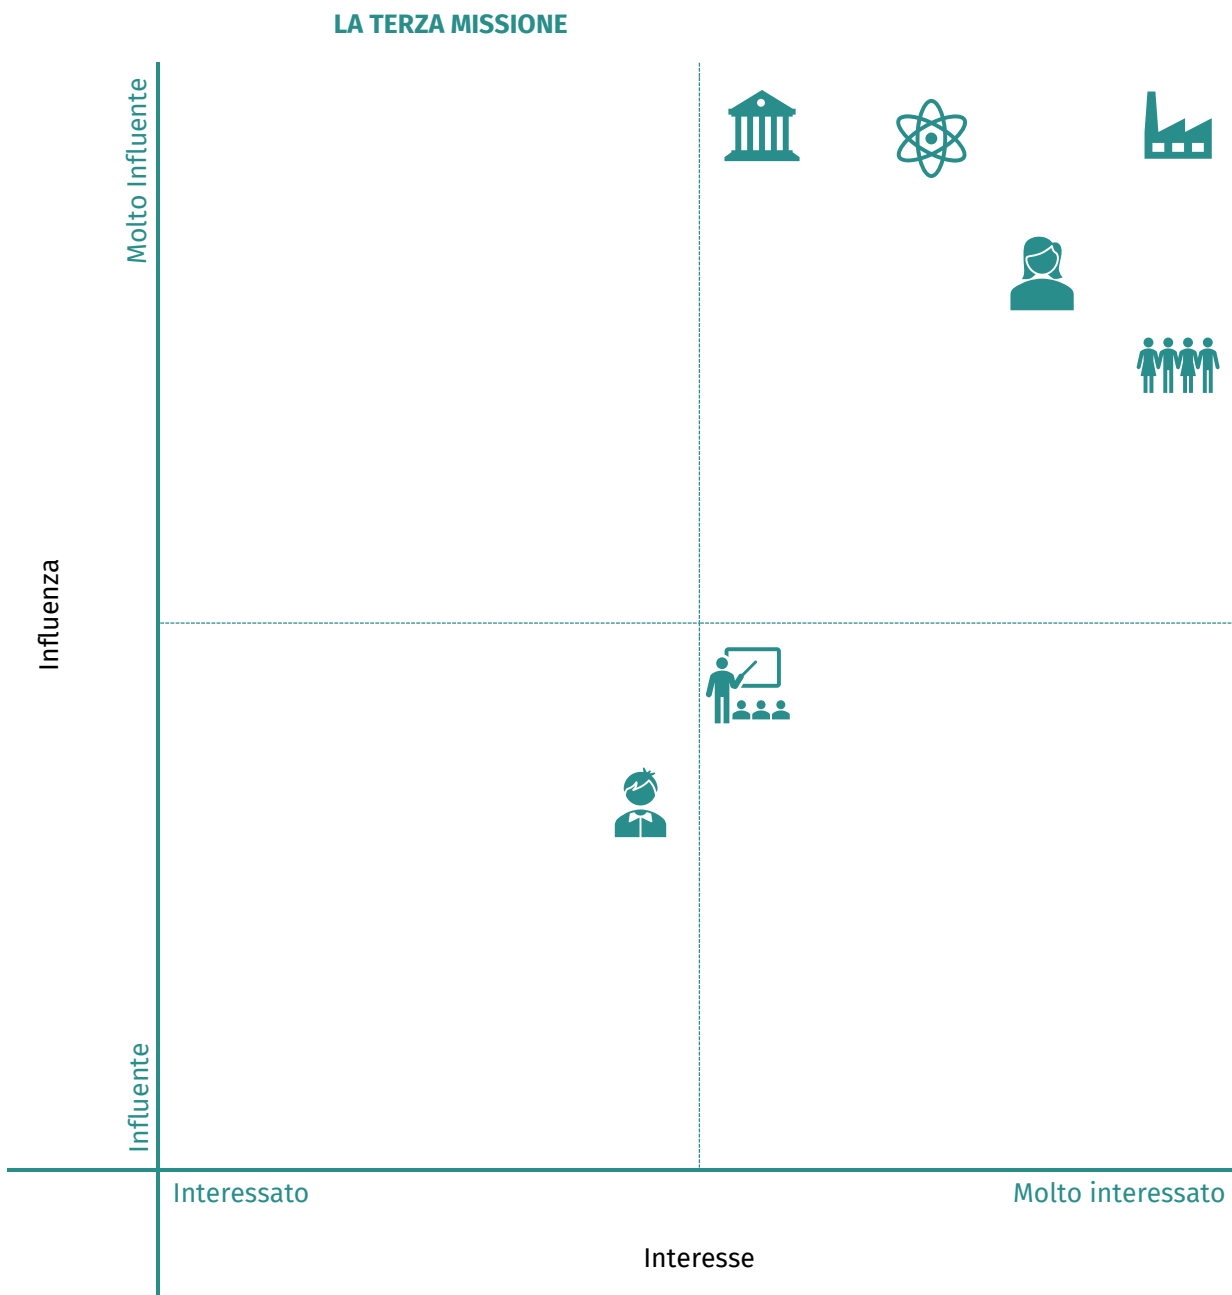 LA TERZA MISSIONE
Molto Influente
Influenza
Influente
Interessato
Molto interessato
Interesse